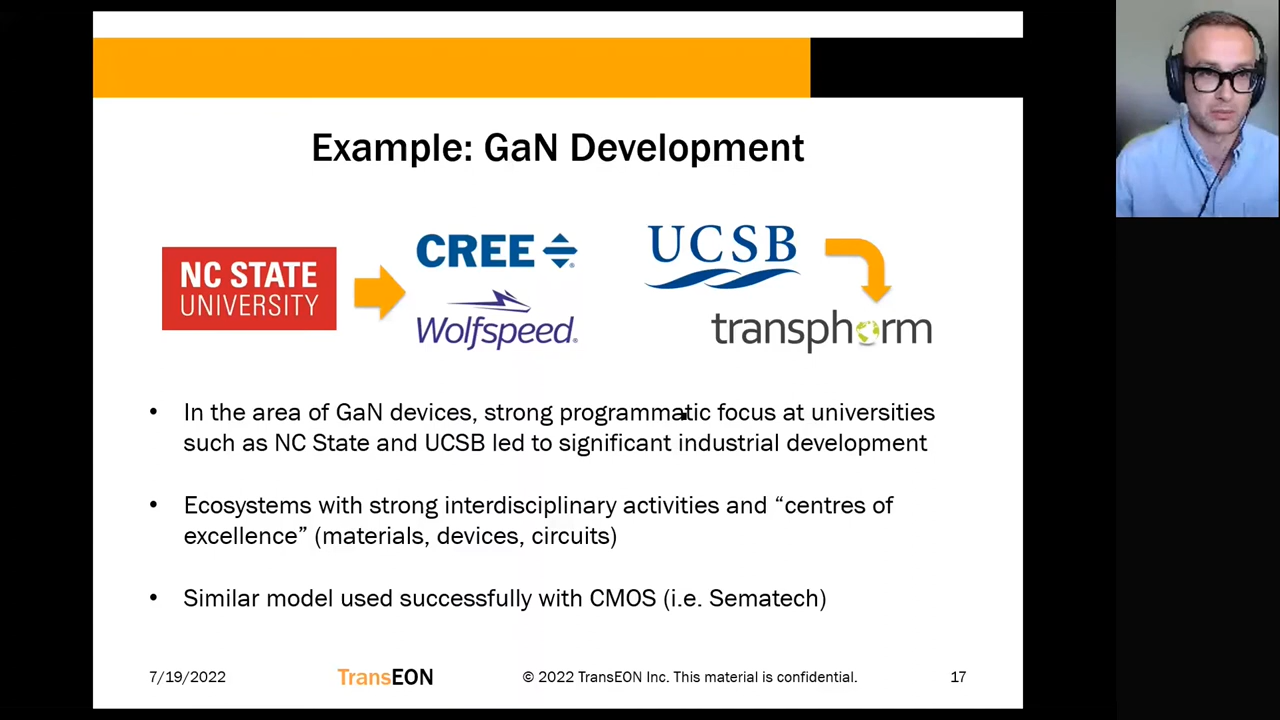 Example: GaN Development
NC STATE
UNIVERSITY
CREE
Wolfspeed
UCSB
transphorm
• In the area of GaN devices, strong programmatic focus at universities
such as NC State and UCSB led to significant industrial development
• Ecosystems with strong interdisciplinary activities and “centres of
excellence” (materials, devices, circuits)
• Similar model used successfully with CMOS (i.e. Sematech)
7/19/2022 TransEON © 2022 TransEON Inc. This material is confidential. 17